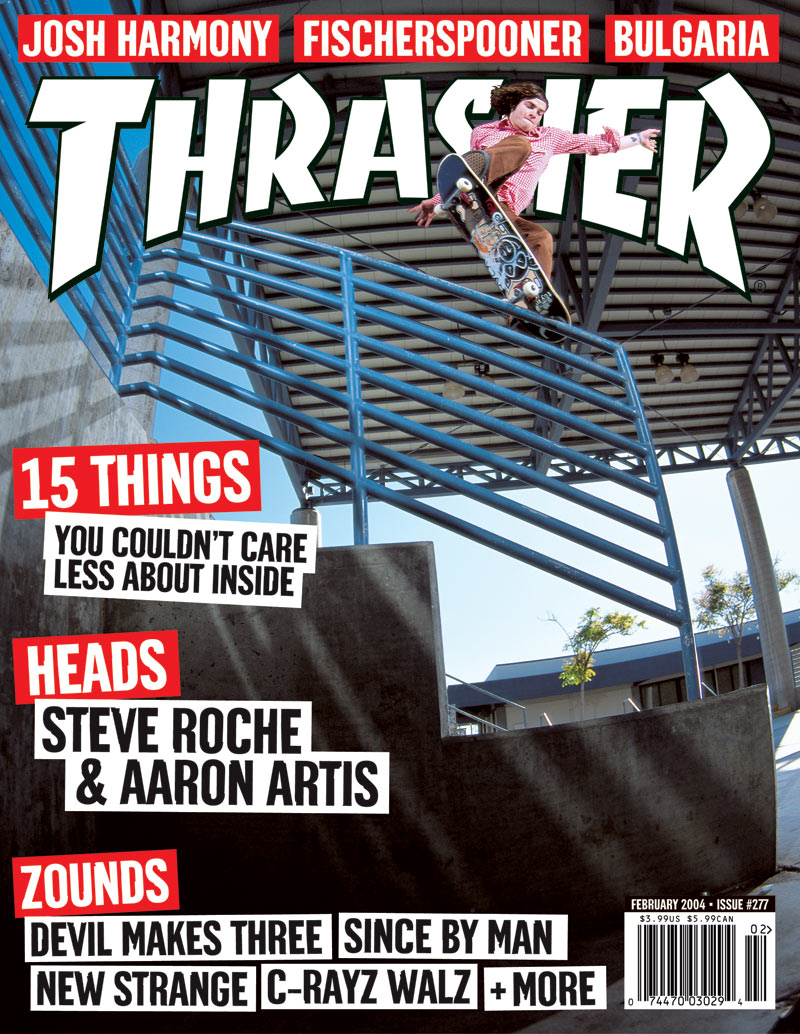 JOSH HARMONY FISCHERSPOONER BULGARIA
THRASHER
®
15 THINGS
YOU COULDN'T CARE
LESS ABOUT INSIDE
HEADS
STEVE ROCHE
& AARON ARTIS
ZOUNDS
DEVIL MAKES THREE SINCE BY MAN
NEW STRANGE C-RAYZ WALZ + MORE
FEBRUARY 2004 • ISSUE #277
$3.99US $5.99CAN
02>
0 74470 03029 4